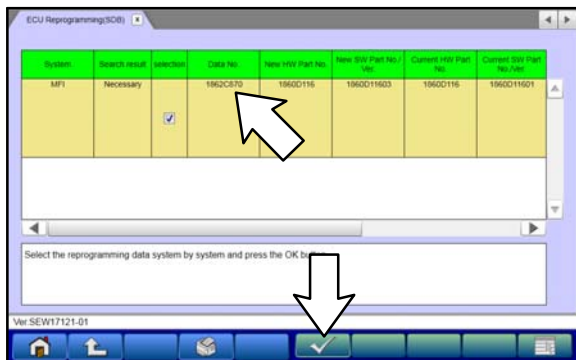 ECU Reprogramming(SDB)
System Search result selection Data No. New HW Part No. New SW Part No./Ver. Current HW Part No. Current SW Part No./Ver.
MFI Necessary 1862C870 1860D116 1860D11603 1860D116 1860D11601
Select the reprogramming data system by system and press the OK
Ver.SEW17121-01